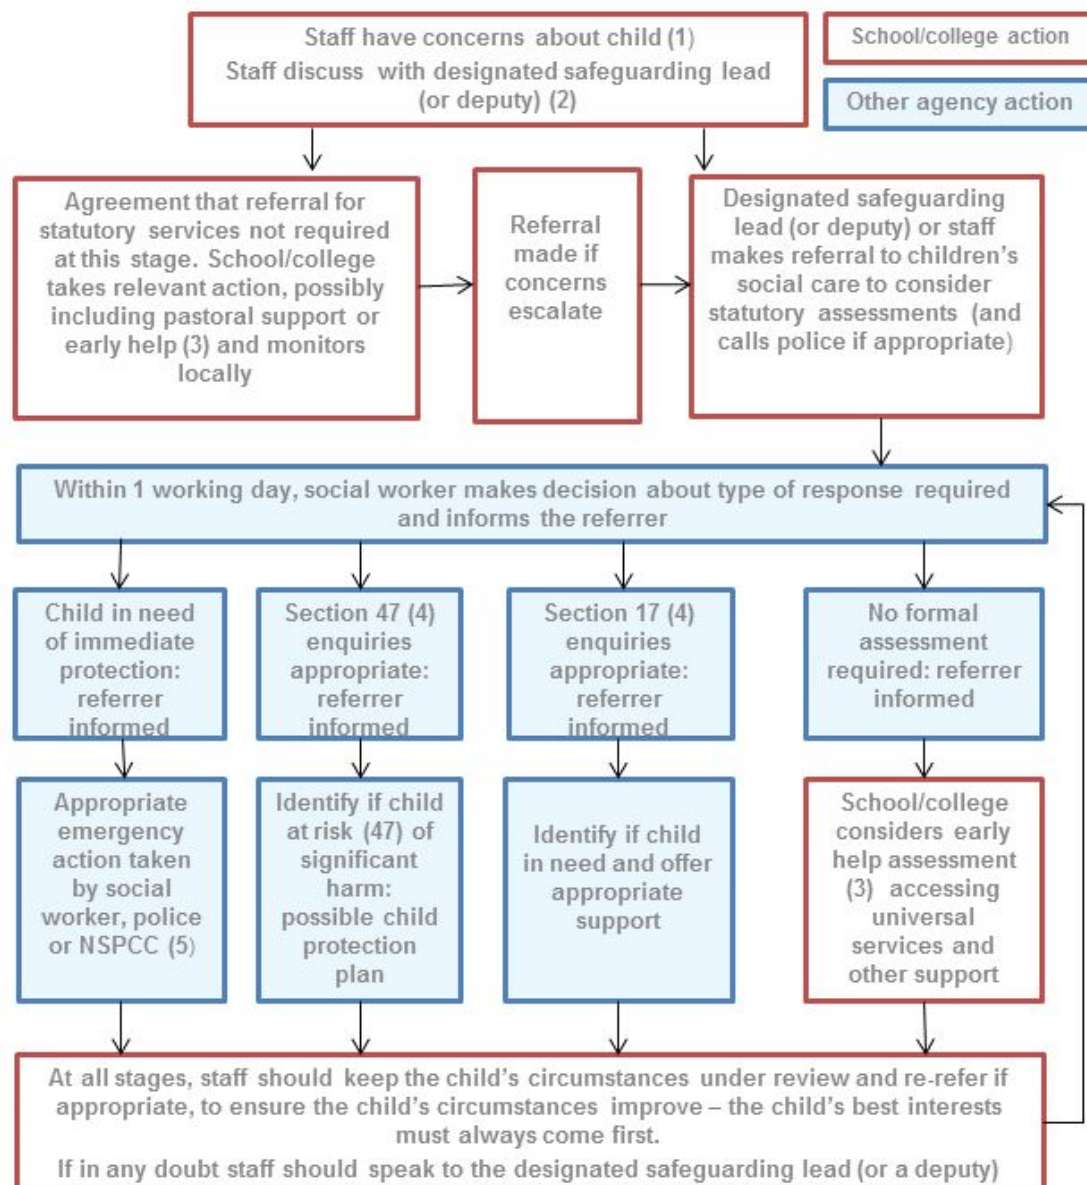 Staff have concerns about child (1)
Staff discuss with designated safeguarding lead
(or deputy) (2)
School/college action
Other agency action
Agreement that referral for
statutory services not required
at this stage. School/college
takes relevant action, possibly
including pastoral support or
early help (3) and monitors
locally
Referral
made if
concerns
escalate
Designated safeguarding
lead (or deputy) or staff
makes referral to children’s
social care to consider
statutory assessments (and
calls police if appropriate)
Within 1 working day, social worker makes decision about type of response required
and informs the referrer
Child in need
of immediate
protection:
referrer
informed
Section 47 (4)
enquiries
appropriate:
referrer
informed
Section 17 (4)
enquiries
appropriate:
referrer
informed
No formal
assessment
required: referrer
informed
Appropriate
emergency
action taken
by social
worker, police
or NSPCC (5)
Identify if child
at risk (47) of
significant
harm:
possible child
protection
plan
Identify if child
in need and offer
appropriate
support
School/college
considers early
help assessment
(3) accessing
universal
services and
other support
At all stages, staff should keep the child’s circumstances under review and re-refer if
appropriate, to ensure the child’s circumstances improve – the child’s best interests
must always come first.
If in any doubt staff should speak to the designated safeguarding lead (or a deputy)